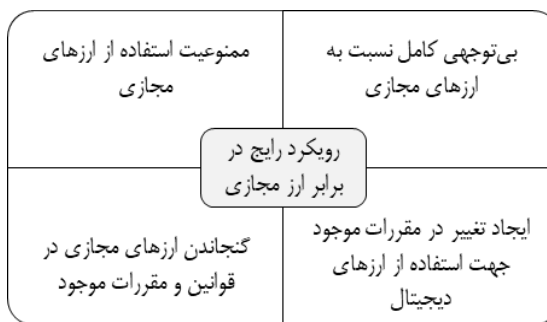 بی‌توجهی کامل نسبت به
ارزهای مجازی
ممنوعیت استفاده از ارزهای
مجازی
رویکرد رایج در
برابر ارز مجازی
ایجاد تغییر در مقررات موجود
جهت استفاده از ارزهای
دیجیتال
گنجاندن ارزهای مجازی در
قوانین و مقررات موجود